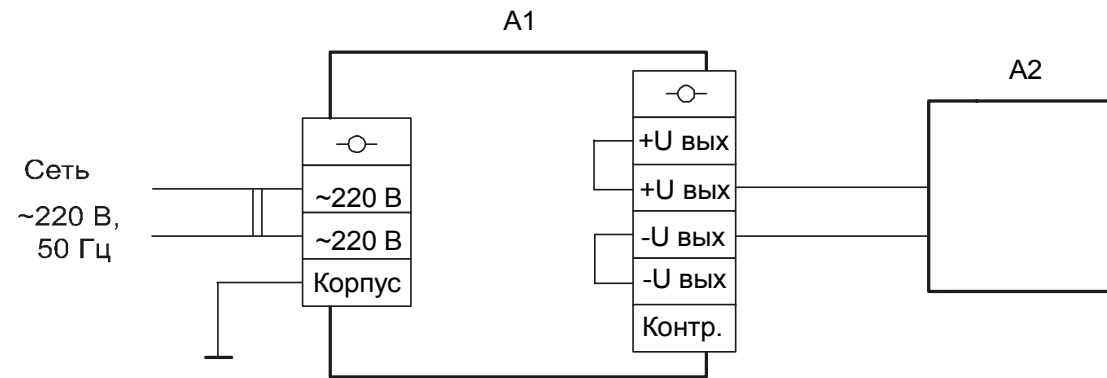 A1
A2
Сеть
~220 В,
50 Гц
~220 В
~220 В
Корпус
+U вых
+U вых
-U вых
-U вых
Контр.